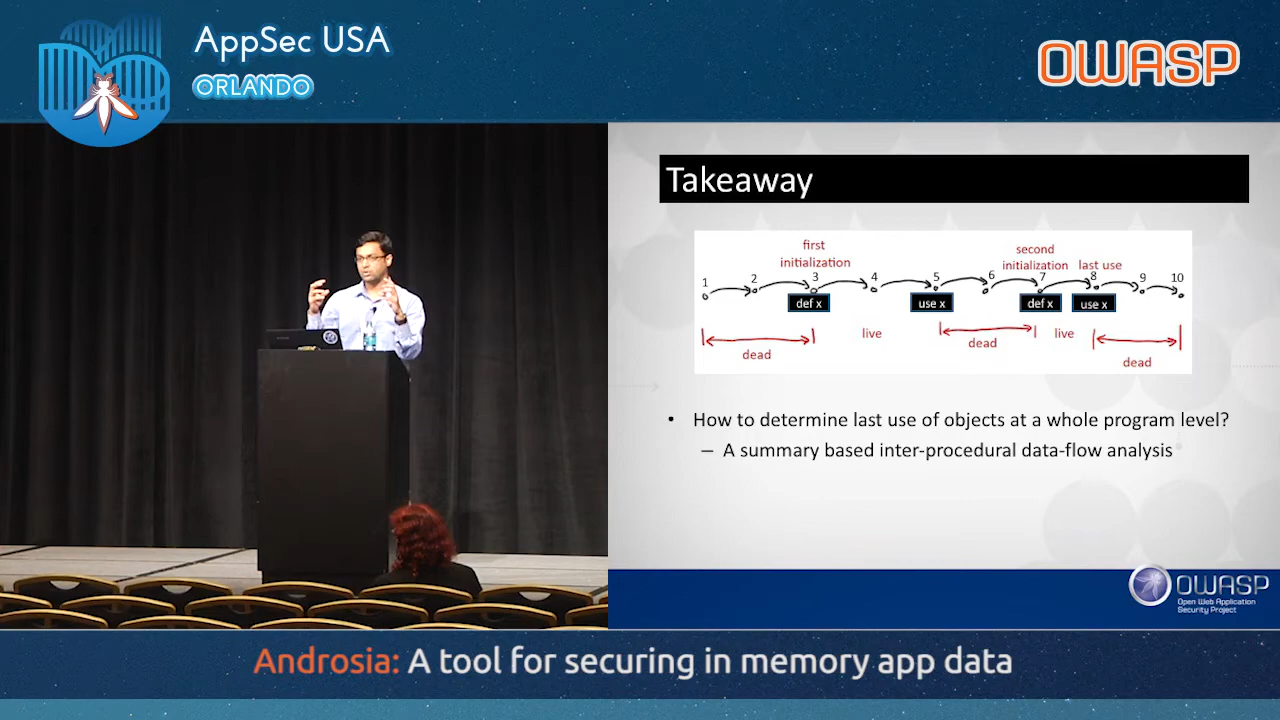 AppSec USA
ORLANDO
OWASP
Takeaway
first
initialization
second
initialization
last use
1 2 3 4 5 6 7 8 9 10
def x
use x
def x
use x
dead
live
dead
live
dead
• How to determine last use of objects at a whole program level?
– A summary based inter-procedural data-flow analysis
OWASP
Open Web Application
Security Project
Androsia: A tool for securing in memory app data